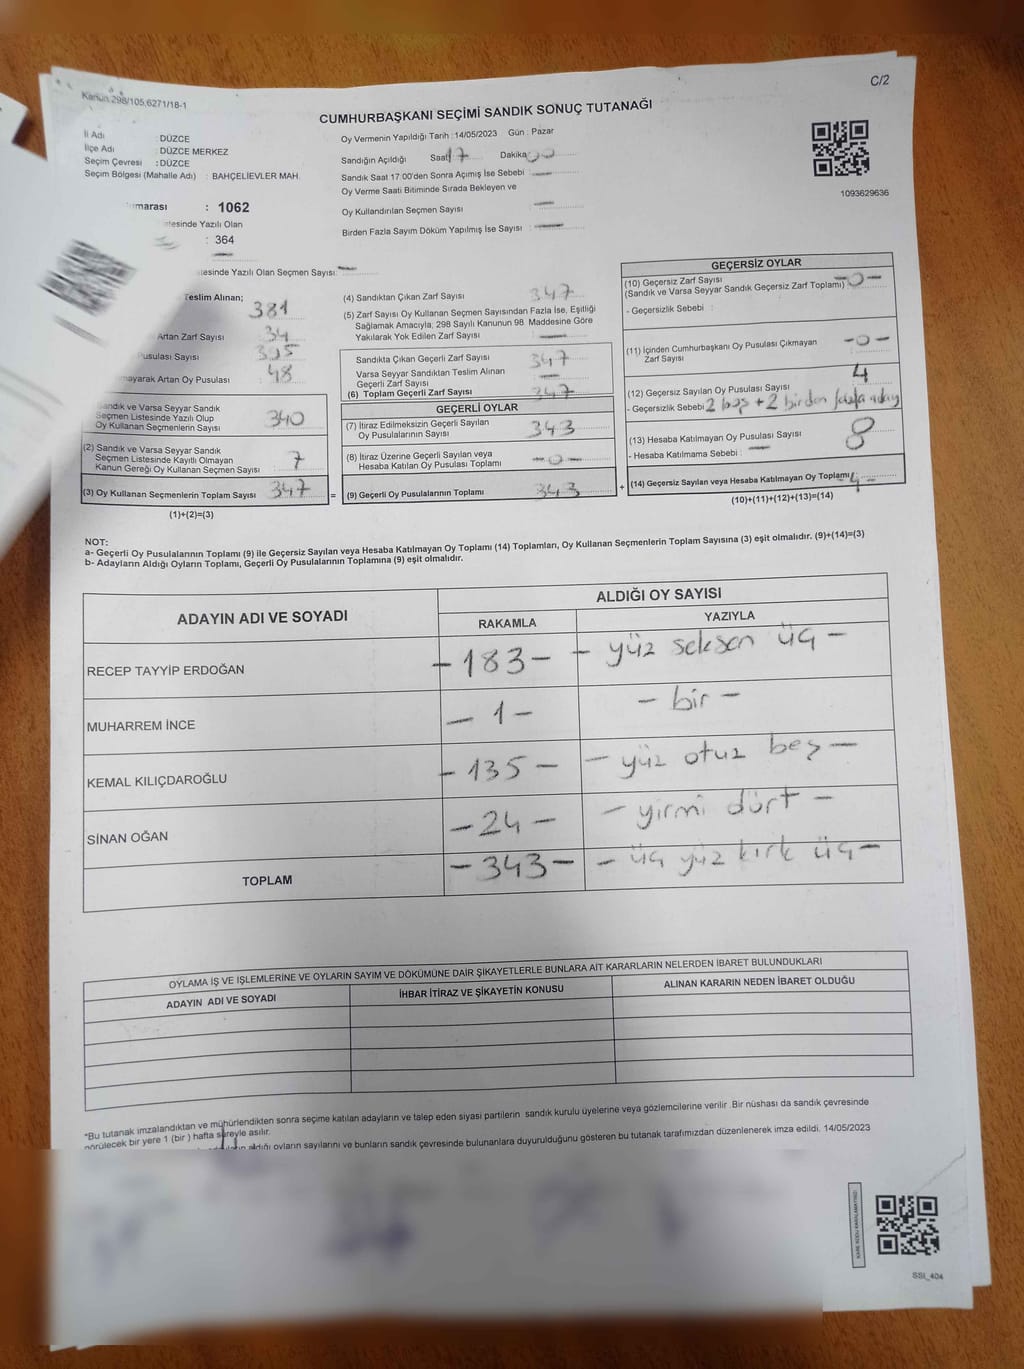 C/2
Kanun 298/105,6271/18-1
CUMHURBAŞKANI SEÇİMİ SANDIK SONUÇ TUTANAĞI
İl Adı : DÜZCE
İlçe Adı : DÜZCE MERKEZ
Seçim Çevresi : DÜZCE
Seçim Bölgesi (Mahalle Adı) : BAHÇELİEVLER MAH.
: 1062
Yazılı Olan
: 364
Yazılı Olan Seçmen Sayısı:
Oy Vermenin Yapıldığı Tarih : 14/05/2023 Gün : Pazar
Sandığın Açıldığı Saat 17 Dakika 00
Sandık Saat 17:00'den Sonra Açımış İse Sebebi —
Oy Verme Saati Bitiminde Sırada Bekleyen ve
Oy Kullandırılan Seçmen Sayısı —
Birden Fazla Sayım Döküm Yapılmış İse Sayısı : —
1093629636
Teslim Alınan; 381
Artan Zarf Sayısı : 34
Pusulası Sayısı :
Artan Oy Pusulası : 48
Sandık ve Varsa Seyyar Sandık
Seçmen Listesinde Yazılı Olup
Oy Kullanan Seçmenlerin Sayısı 340
(2) Sandık ve Varsa Seyyar Sandık
Seçmen Listesinde Kayıtlı Olmayan
Kanun Gereği Oy Kullanan Seçmen Sayısı 7
(3) Oy Kullanan Seçmenlerin Toplam Sayısı 347 =
(1)+(2)=(3)
(4) Sandıktan Çıkan Zarf Sayısı 347
(5) Zarf Sayısı Oy Kullanan Seçmen Sayısından Fazla İse, Eşitliği
Sağlamak Amacıyla, 298 Sayılı Kanunun 98. Maddesine Göre
Yakılarak Yok Edilen Zarf Sayısı —
Sandıkta Çıkan Geçerli Zarf Sayısı 347
Varsa Seyyar Sandıktan Teslim Alınan
Geçerli Zarf Sayısı —
(6) Toplam Geçerli Zarf Sayısı 347
GEÇERLİ OYLAR
(7) İtiraz Edilmeksizin Geçerli Sayılan
Oy Pusulalarının Sayısı 343
(8) İtiraz Üzerine Geçerli Sayılan veya
Hesaba Katılan Oy Pusulası Toplamı -0-
(9) Geçerli Oy Pusulalarının Toplamı 343 +
GEÇERSİZ OYLAR
(10) Geçersiz Zarf Sayısı
(Sandık ve Varsa Seyyar Sandık Geçersiz Zarf Toplamı) -0-
- Geçersizlik Sebebi :
(11) İçinden Cumhurbaşkanı Oy Pusulası Çıkmayan
Zarf Sayısı -0-
(12) Geçersiz Sayılan Oy Pusulası Sayısı 4
- Geçersizlik Sebebi 2 boş + 2 birden fazla aday
(13) Hesaba Katılmayan Oy Pusulası Sayısı 8
- Hesaba Katılmama Sebebi : —
(14) Geçersiz Sayılan veya Hesaba Katılmayan Oy Toplamı -4-
(10)+(11)+(12)+(13)=(14)
NOT:
a- Geçerli Oy Pusulalarının Toplamı (9) ile Geçersiz Sayılan veya Hesaba Katılmayan Oy Toplamı (14) Toplamları, Oy Kullanan Seçmenlerin Toplam Sayısına (3) eşit olmalıdır. (9)+(14)=(3)
b- Adayların Aldığı Oyların Toplamı, Geçerli Oy Pusulalarının Toplamına (9) eşit olmalıdır.
ADAYIN ADI VE SOYADI ALDIĞI OY SAYISI
RAKAMLA YAZIYLA
RECEP TAYYİP ERDOĞAN -183- - yüz seksen üç -
MUHARREM İNCE - 1 - - bir -
KEMAL KILIÇDAROĞLU - 135 - - yüz otuz beş -
SİNAN OĞAN - 24 - - yirmi dört -
TOPLAM - 343 - - üç yüz kırk üç -
OYLAMA İŞ VE İŞLEMLERİNE VE OYLARIN SAYIM VE DÖKÜMÜNE DAİR ŞİKAYETLERLE BUNLARA AİT KARARLARIN NELERDEN İBARET BULUNDUKLARI
ADAYIN ADI VE SOYADI İHBAR İTİRAZ VE ŞİKAYETİN KONUSU ALINAN KARARIN NEDEN İBARET OLDUĞU
*Bu tutanak imzalandıktan ve mühürlendikten sonra seçime katılan adayların ve talep eden siyasi partilerin sandık kurulu üyelerine veya gözlemcilerine verilir .Bir nüshası da sandık çevresinde
görülecek bir yere 1 (bir ) hafta süreyle asılır.
aldığı oyların sayılarını ve bunların sandık çevresinde bulunanlara duyurulduğunu gösteren bu tutanak tarafımızdan düzenlenerek imza edildi. 14/05/2023
KARE KODU KARALAMAYINIZ!
SSI_404